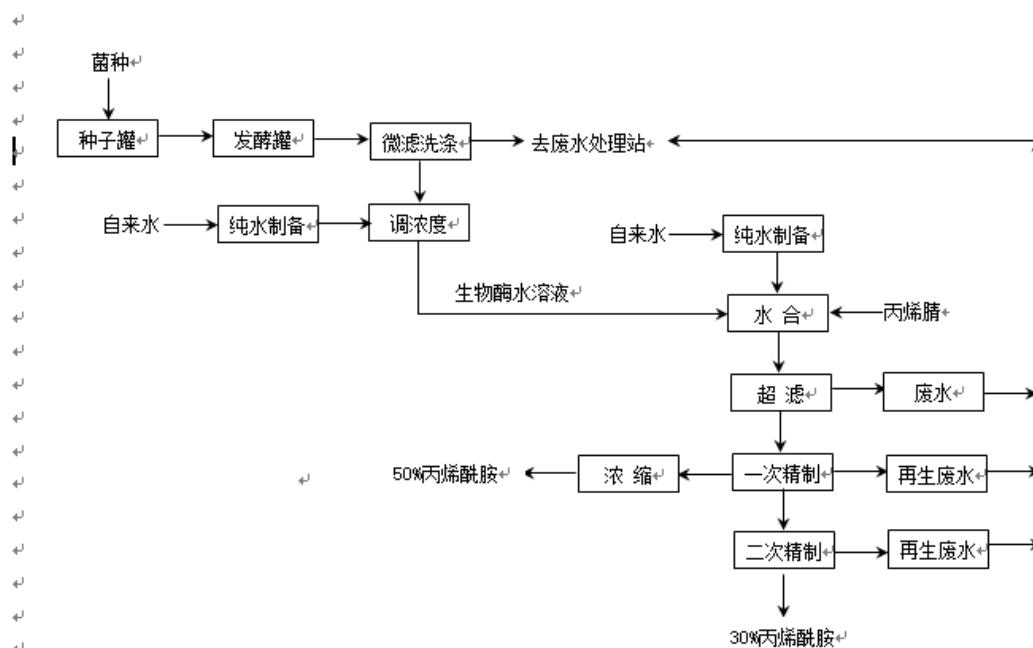 菌种
种子罐
发酵罐
微滤洗涤
去废水处理站
自来水
纯水制备
调浓度
自来水
纯水制备
生物酶水溶液
水 合
丙烯腈
超 滤
废水
50%丙烯酰胺
浓 缩
一次精制
再生废水
二次精制
再生废水
30%丙烯酰胺